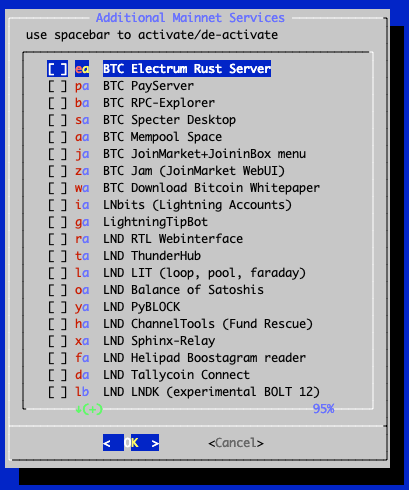 Additional Mainnet Services
use spacebar to activate/de-activate
[ ] ea BTC Electrum Rust Server
[ ] pa BTC PayServer
[ ] ba BTC RPC-Explorer
[ ] sa BTC Specter Desktop
[ ] aa BTC Mempool Space
[ ] ja BTC JoinMarket+JoininBox menu
[ ] za BTC Jam (JoinMarket WebUI)
[ ] wa BTC Download Bitcoin Whitepaper
[ ] ia LNbits (Lightning Accounts)
[ ] ga LightningTipBot
[ ] ra LND RTL Webinterface
[ ] ta LND ThunderHub
[ ] la LND LIT (loop, pool, faraday)
[ ] oa LND Balance of Satoshis
[ ] ya LND PyBLOCK
[ ] ha LND ChannelTools (Fund Rescue)
[ ] xa LND Sphinx-Relay
[ ] fa LND Helipad Boostagram reader
[ ] da LND Tallycoin Connect
[ ] lb LND LNDK (experimental BOLT 12)
+(+) 95%
< OK > <Cancel>